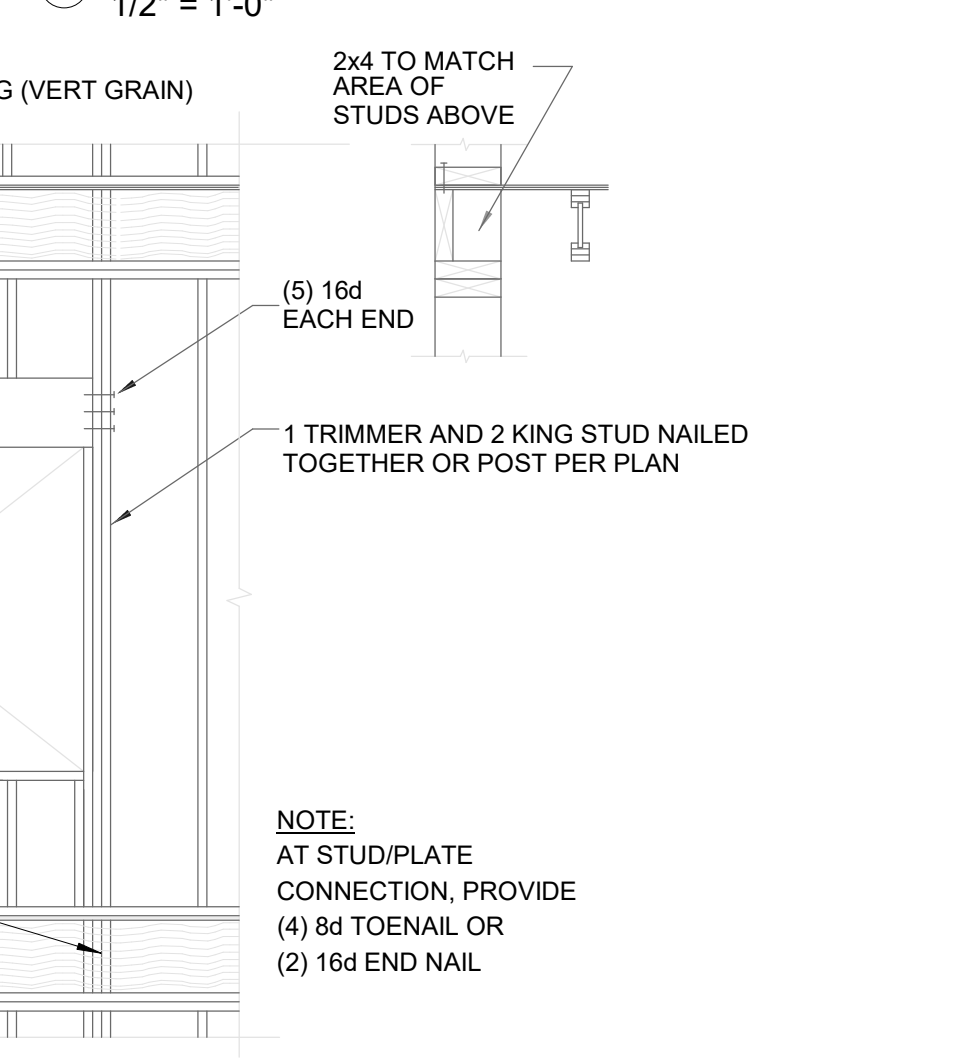 1/2" = 1'-0"
G (VERT GRAIN)
2x4 TO MATCH
AREA OF
STUDS ABOVE
(5) 16d
EACH END
1 TRIMMER AND 2 KING STUD NAILED
TOGETHER OR POST PER PLAN
NOTE:
AT STUD/PLATE
CONNECTION, PROVIDE
(4) 8d TOENAIL OR
(2) 16d END NAIL